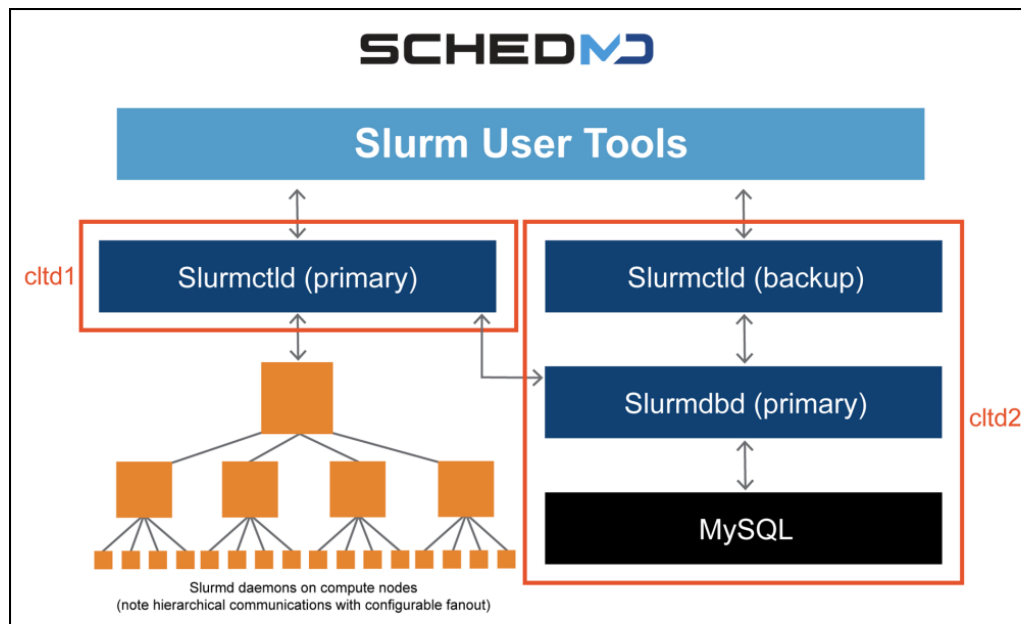 SCHEDMD
Slurm User Tools
cltd1
Slurmctld (primary)
Slurmctld (backup)
Slurmdbd (primary)
cltd2
MySQL
Slurmd daemons on compute nodes
(note hierarchical communications with configurable fanout)